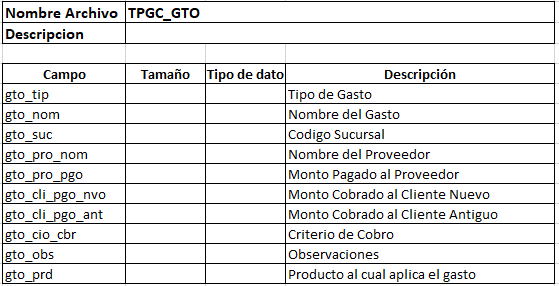 Nombre Archivo TPGC_GTO
Descripcion
Campo Tamaño Tipo de dato Descripción
gto_tip Tipo de Gasto
gto_nom Nombre del Gasto
gto_suc Codigo Sucursal
gto_pro_nom Nombre del Proveedor
gto_pro_pgo Monto Pagado al Proveedor
gto_cli_pgo_nvo Monto Cobrado al Cliente Nuevo
gto_cli_pgo_ant Monto Cobrado al Cliente Antiguo
gto_cio_cbr Criterio de Cobro
gto_obs Observaciones
gto_prd Producto al cual aplica el gasto